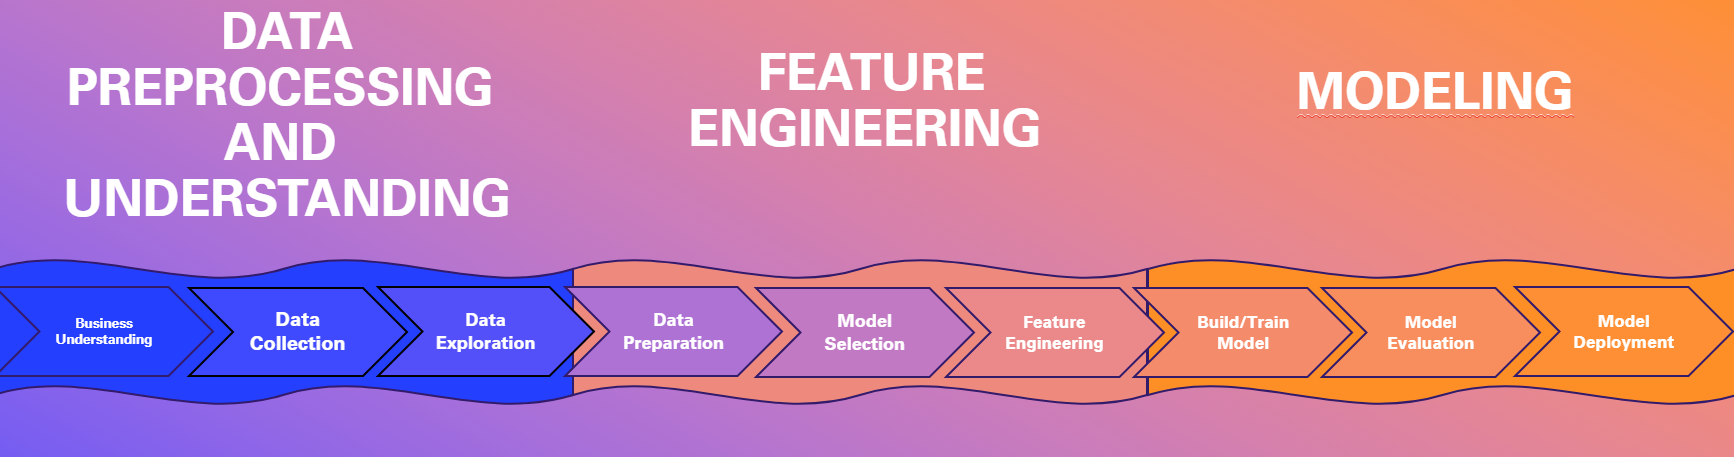 DATA
PREPROCESSING
AND
UNDERSTANDING
FEATURE
ENGINEERING
MODELING
Business
Understanding
Data
Collection
Data
Exploration
Data
Preparation
Model
Selection
Feature
Engineering
Build/Train
Model
Model
Evaluation
Model
Deployment